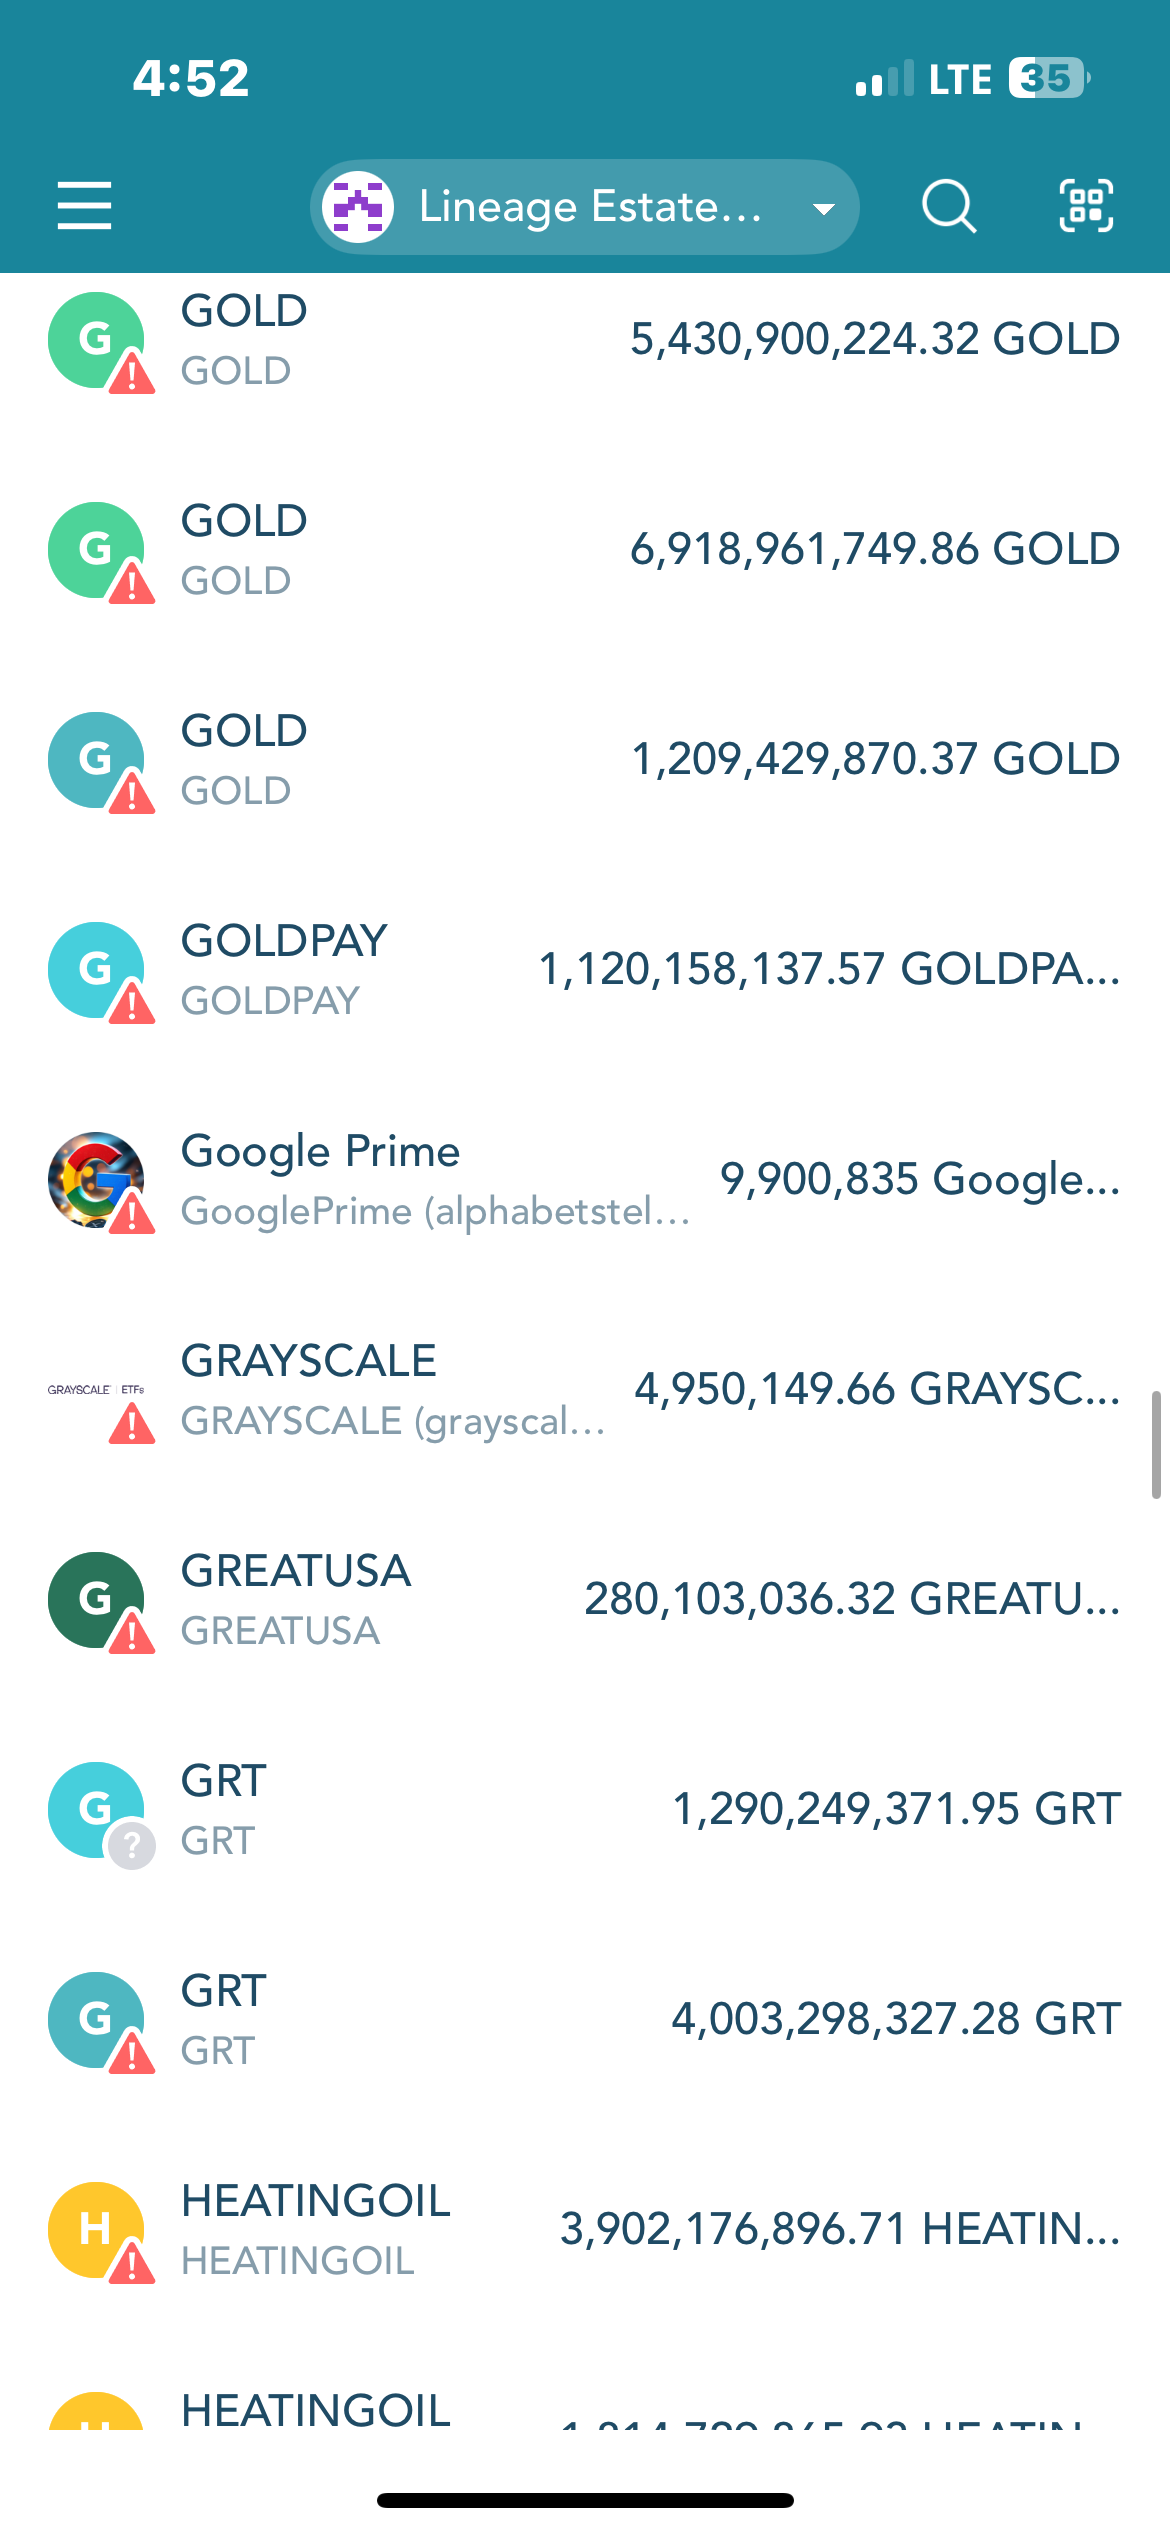 4:52
LTE 35
Lineage Estate...
GOLD
5,430,900,224.32 GOLD
G
GOLD
GOLD
6,918,961,749.86 GOLD
G
GOLD
GOLD
1,209,429,870.37 GOLD
G
GOLD
GOLDPAY
1,120,158,137.57 GOLDPA...
G
GOLDPAY
Google Prime
9,900,835 Google...
GooglePrime (alphabetstel...
GRAYSCALE
4,950,149.66 GRAYSC...
GRAYSCALE | ETFs
GRAYSCALE (grayscal...
GREATUSA
280,103,036.32 GREATU...
G
GREATUSA
GRT
1,290,249,371.95 GRT
G
?
GRT
GRT
4,003,298,327.28 GRT
G
GRT
HEATINGOIL
3,902,176,896.71 HEATIN...
H
HEATINGOIL
HEATINGOIL